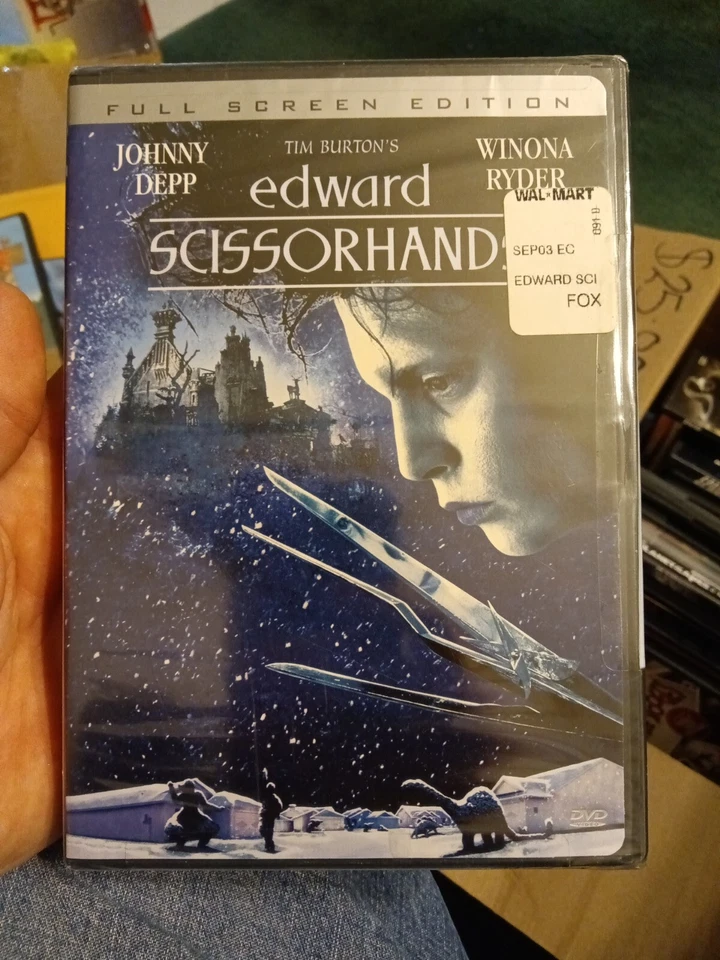 FULL SCREEN EDITION
JOHNNY
DEPP
TIM BURTON'S
WINONA
RYDER
edward
SCISSORHANDS
WAL-MART
SEP03 EC
EDWARD SCI
FOX
DVD
VIDEO